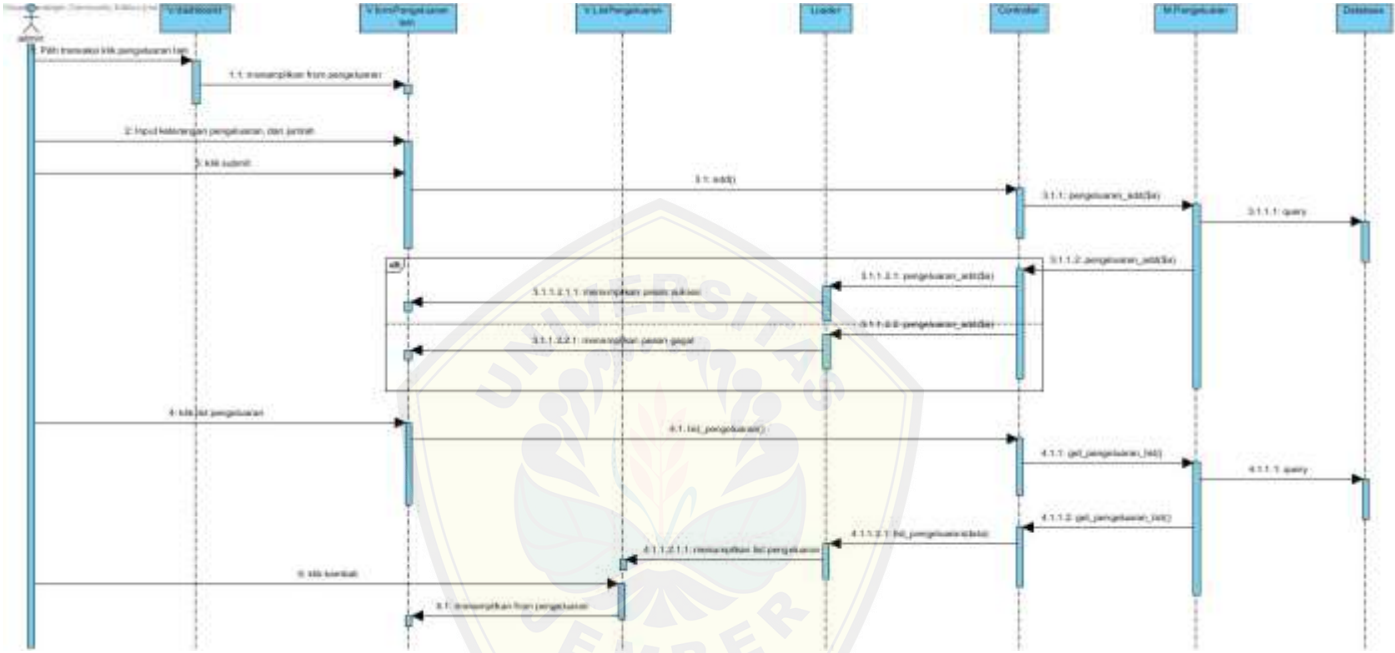 admin
V.dashboard
V.formPengeluaran
lain
V.ListPengeluaran
Loader
Controller
M.Pengeluaran
Database
1: Pilih transaksi klik pengeluaran lain
1.1: menampilkan from pengeluaran
2: Input keterangan pengeluaran, dan jumlah
3: klik submit
3.1: add()
3.1.1: pengeluaran_add($a)
3.1.1.1: query
alt
3.1.1.2: pengeluaran_add($a)
3.1.1.2.1: pengeluaran_add($a)
3.1.1.2.1.1: menampilkan pesan sukses
3.1.1.2.2: pengeluaran_add($a)
3.1.1.2.2.1: menampilkan pesan gagal
4: klik list pengeluaran
4.1: list_pengeluaran()
4.1.1: get_pengeluaran_list()
4.1.1.1: query
4.1.1.2: get_pengeluaran_list()
4.1.1.2.1: list_pengeluaran(data)
4.1.1.2.1.1: menampilkan list pengeluaran
5: klik kembali
5.1: menampilkan from pengeluaran
UNIVERSITAS
JEMBER